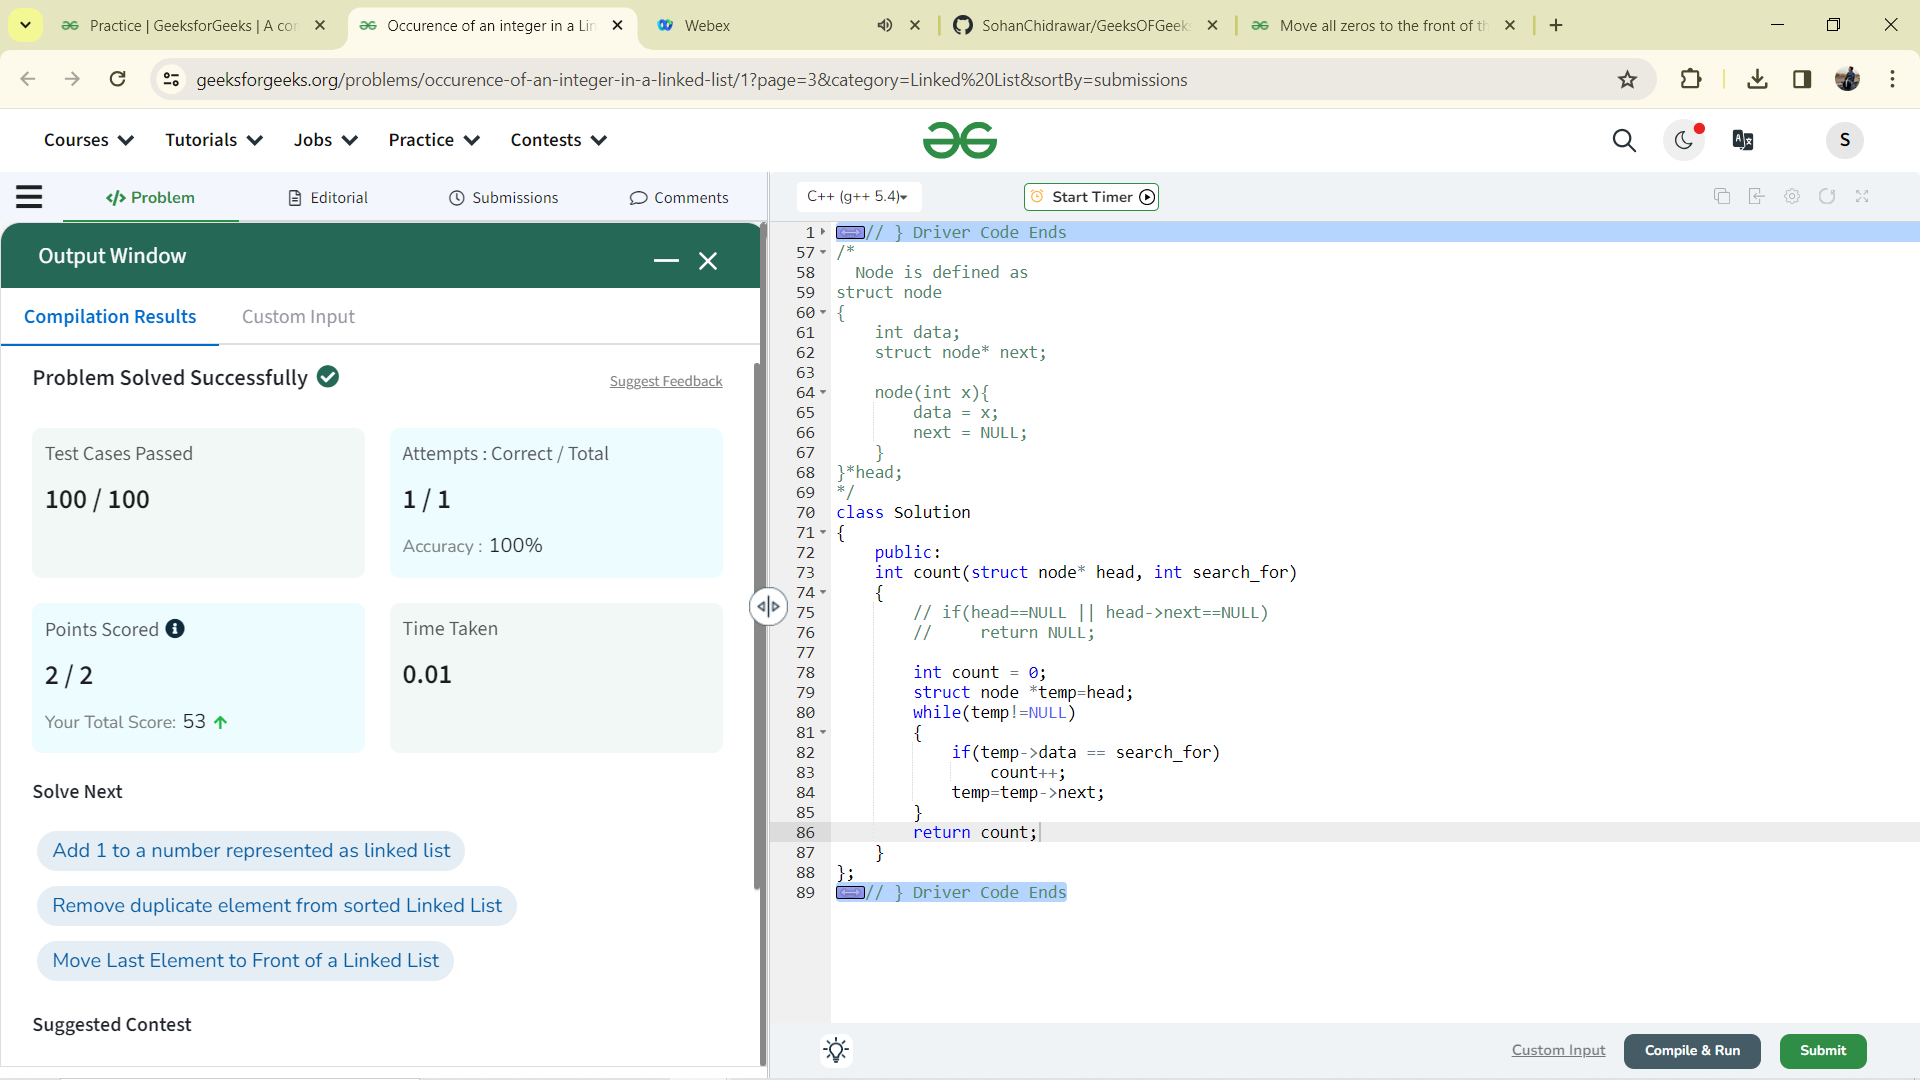 Practice | GeeksforGeeks | A con
Occurence of an integer in a Lin
Webex
SohanChidrawar/GeeksOFGeeks
Move all zeros to the front of th
geeksforgeeks.org/problems/occurence-of-an-integer-in-a-linked-list/1?page=3&category=Linked%20List&sortBy=submissions
Courses Tutorials Jobs Practice Contests
S
</> Problem Editorial Submissions Comments
C++ (g++ 5.4)
Start Timer
Output Window
Compilation Results Custom Input
Problem Solved Successfully
Suggest Feedback
Test Cases Passed
100 / 100
Attempts : Correct / Total
1 / 1
Accuracy : 100%
Points Scored
2 / 2
Your Total Score: 53
Time Taken
0.01
Solve Next
Add 1 to a number represented as linked list
Remove duplicate element from sorted Linked List
Move Last Element to Front of a Linked List
Suggested Contest
1 // } Driver Code Ends
57 /*
58 Node is defined as
59 struct node
60 {
61 int data;
62 struct node* next;
63
64 node(int x){
65 data = x;
66 next = NULL;
67 }
68 }*head;
69 */
70 class Solution
71 {
72 public:
73 int count(struct node* head, int search_for)
74 {
75 // if(head==NULL || head->next==NULL)
76 // return NULL;
77
78 int count = 0;
79 struct node *temp=head;
80 while(temp!=NULL)
81 {
82 if(temp->data == search_for)
83 count++;
84 temp=temp->next;
85 }
86 return count;
87 }
88 };
89 // } Driver Code Ends
Custom Input
Compile & Run
Submit